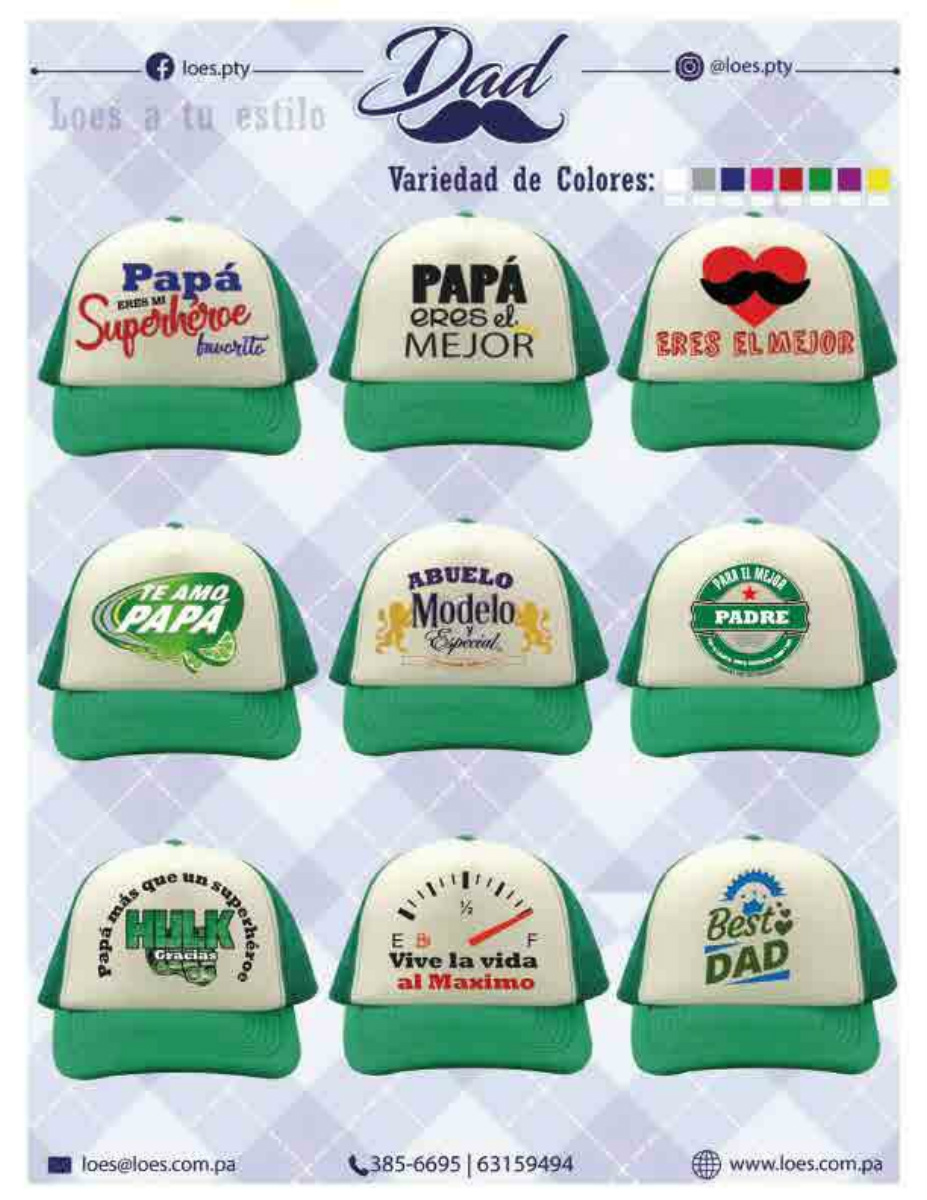 loes.pty
Dad
@loes.pty
Loes a tu estilo
Variedad de Colores:
Papá
ERES MI
Superhéroe
favorito
PAPÁ
eres el
MEJOR
ERES EL MEJOR
TE AMO
PAPÁ
ABUELO
Modelo
y
Especial
PARA EL MEJOR
PADRE
Papá más que un superhéroe
HULK
Gracias
½
E
F
Vive la vida
al Maximo
Best
DAD
loes@loes.com.pa
385-6695 | 63159494
www.loes.com.pa